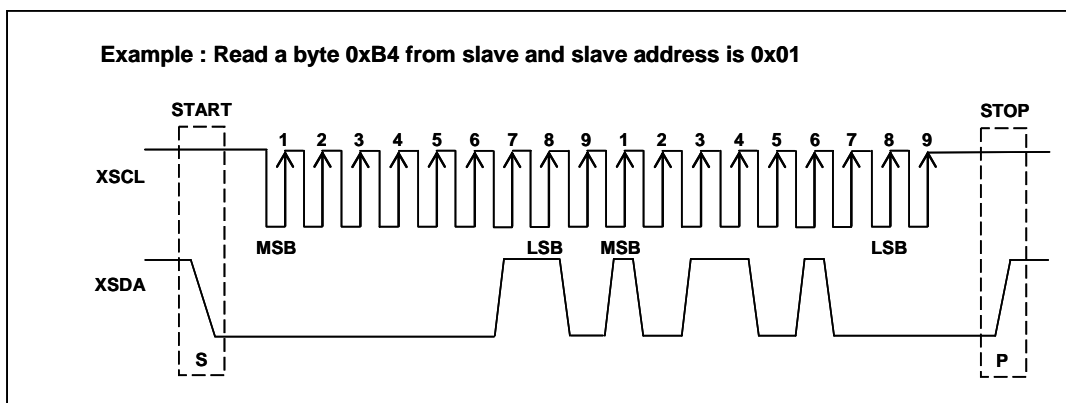 Example : Read a byte 0xB4 from slave and slave address is 0x01
START STOP
1 2 3 4 5 6 7 8 9 1 2 3 4 5 6 7 8 9
XSCL
MSB LSB MSB LSB
XSDA
S P